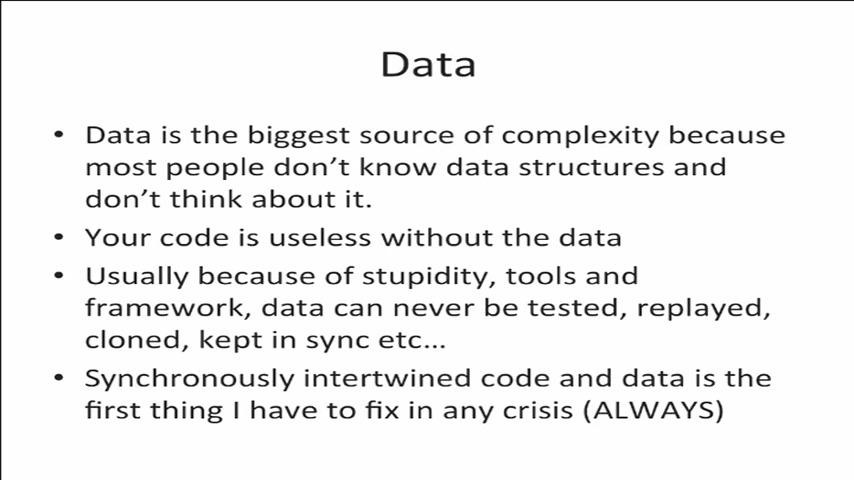 Data
• Data is the biggest source of complexity because
most people don't know data structures and
don't think about it.
• Your code is useless without the data
• Usually because of stupidity, tools and
framework, data can never be tested, replayed,
cloned, kept in sync etc...
• Synchronously intertwined code and data is the
first thing I have to fix in any crisis (ALWAYS)